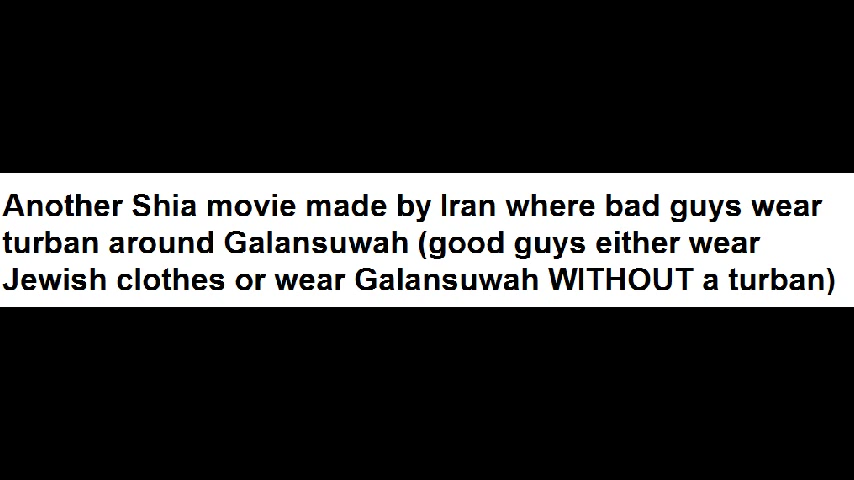 Another Shia movie made by Iran where bad guys wear
turban around Galansuwah (good guys either wear
Jewish clothes or wear Galansuwah WITHOUT a turban)